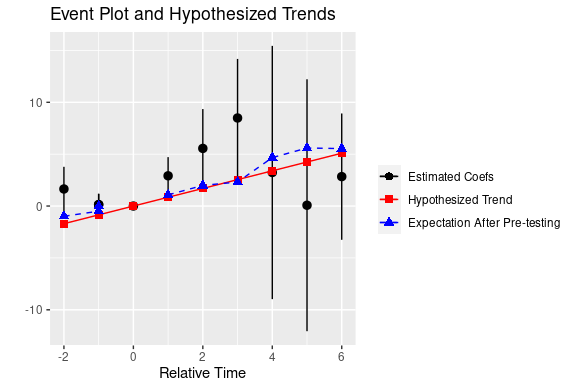 Event Plot and Hypothesized Trends
10
0
-10
-2
0
2
4
6
Relative Time
Estimated Coefs
Hypothesized Trend
Expectation After Pre-testing